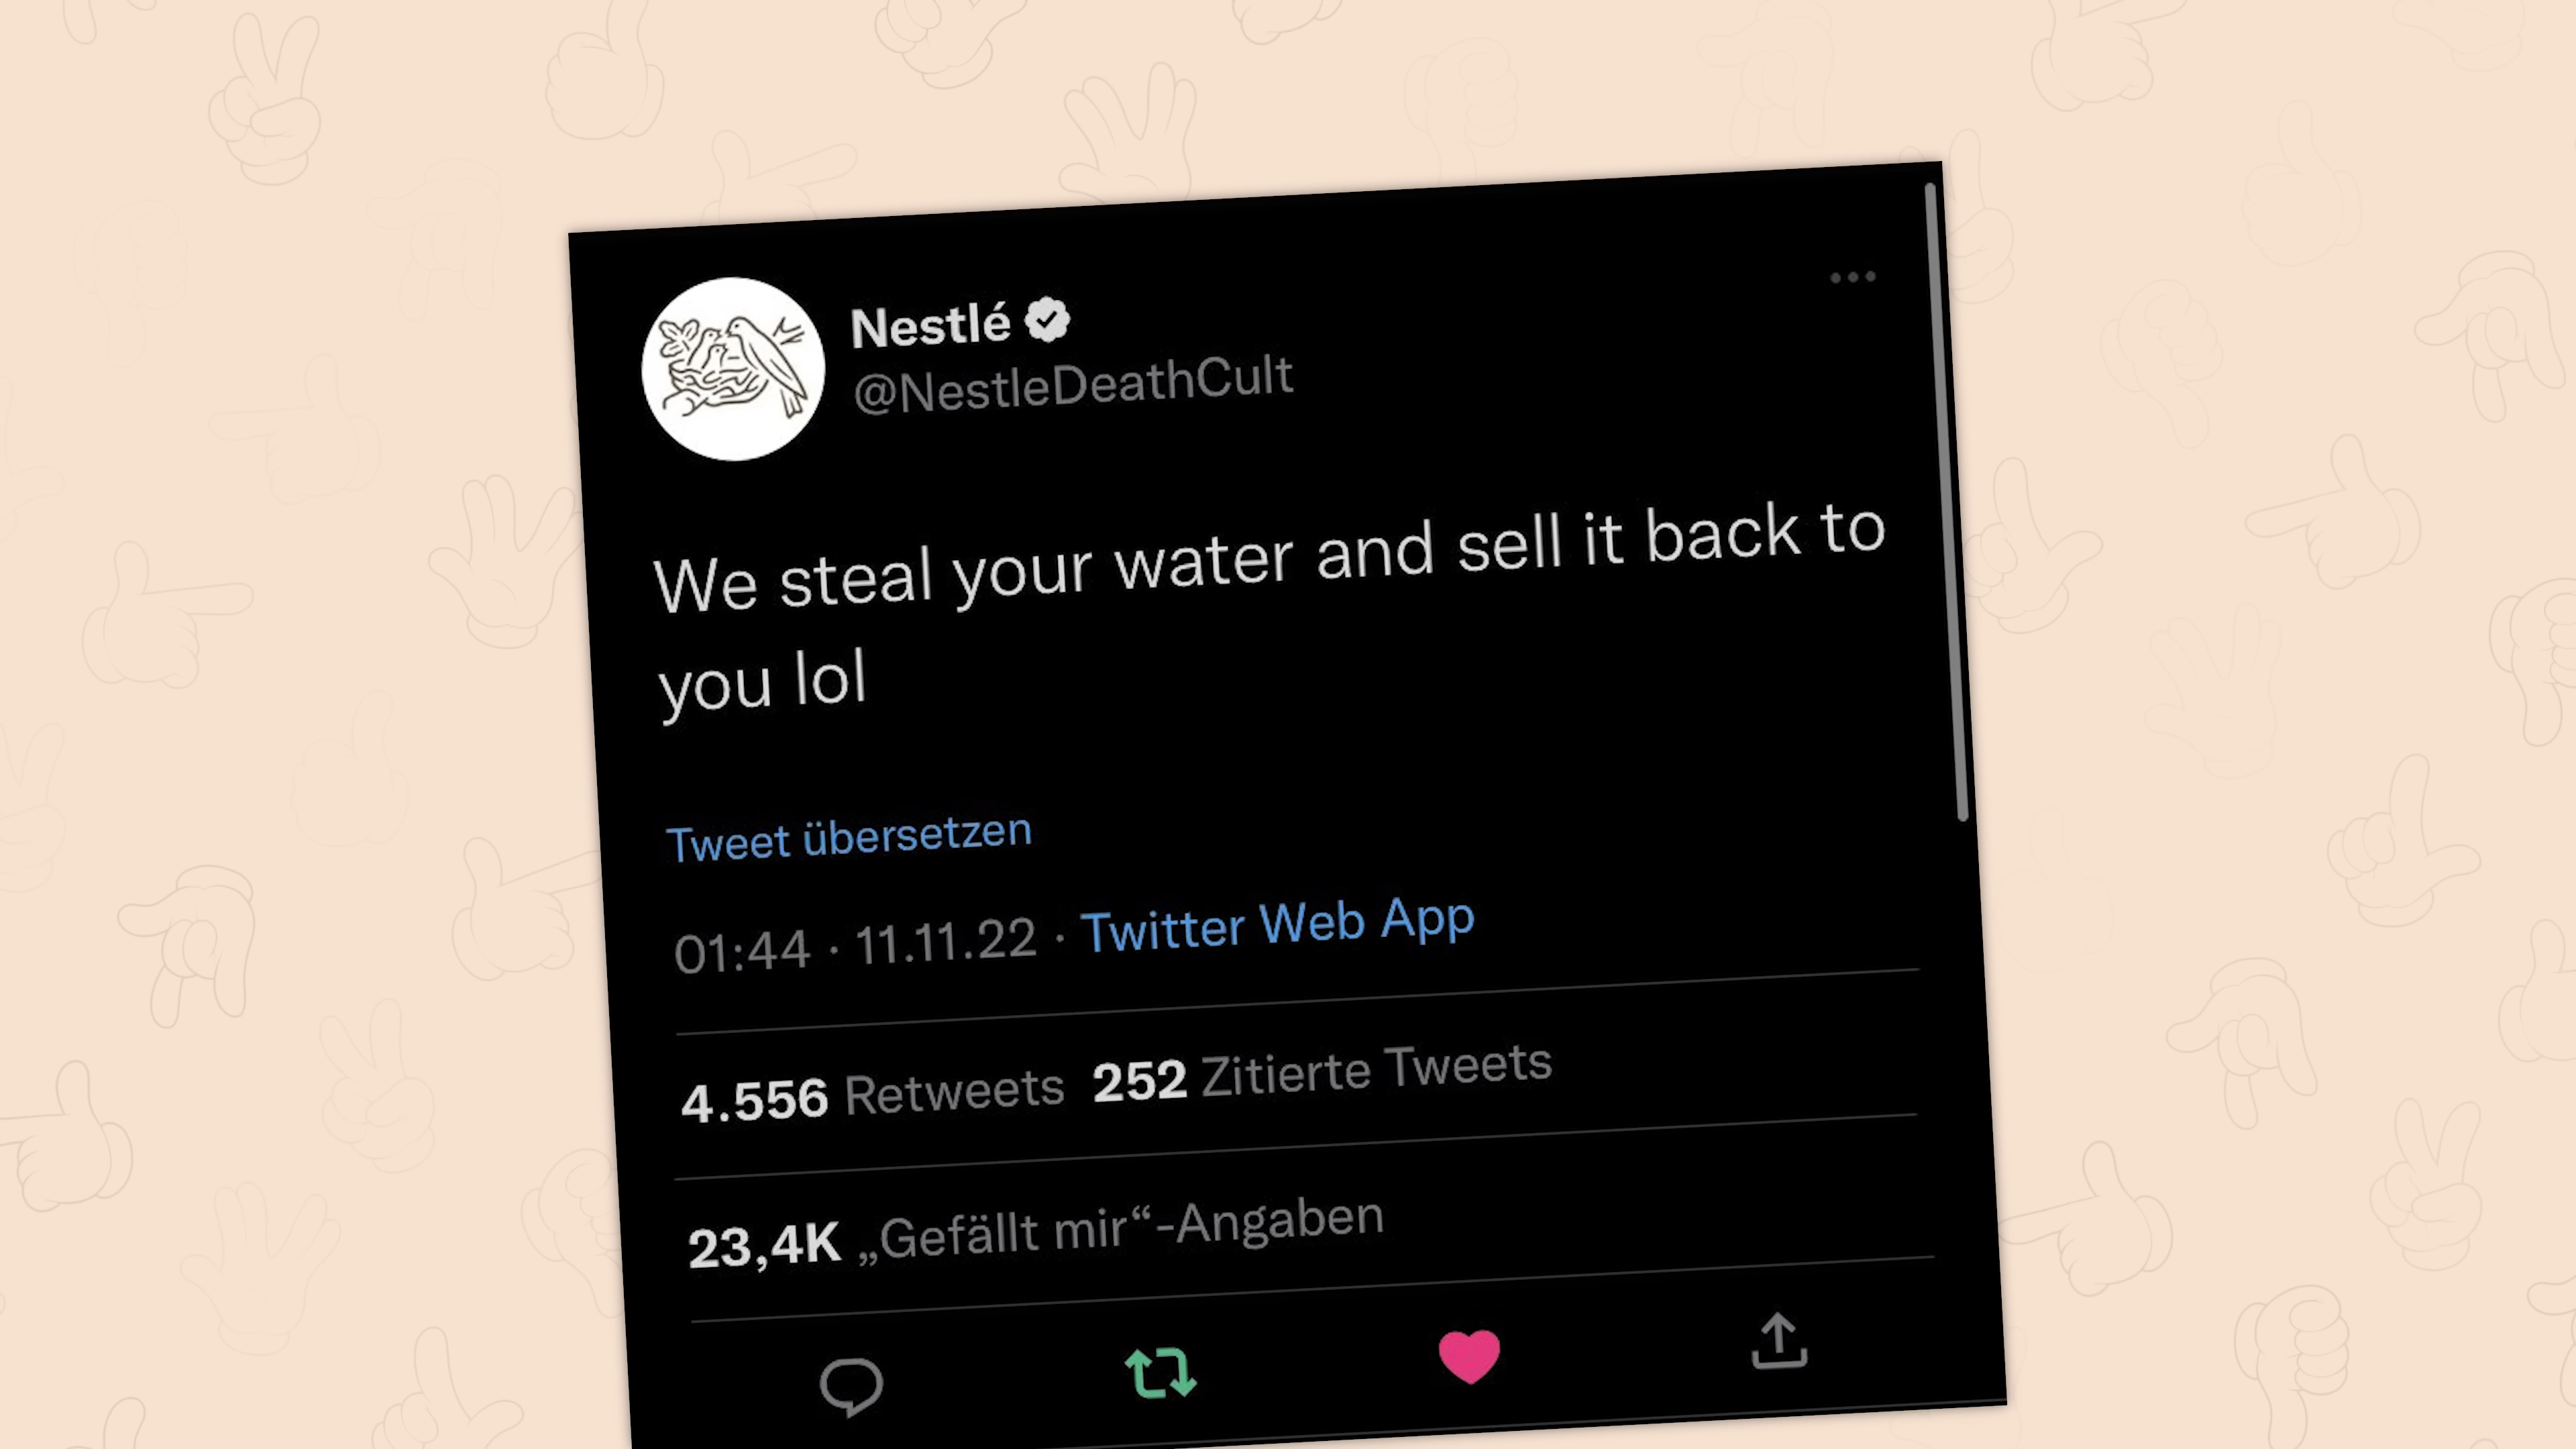 Nestlé
@NestleDeathCult
We steal your water and sell it back to
you lol
Tweet übersetzen
01:44 · 11.11.22 · Twitter Web App
4.556 Retweets 252 Zitierte Tweets
23,4K „Gefällt mir“-Angaben